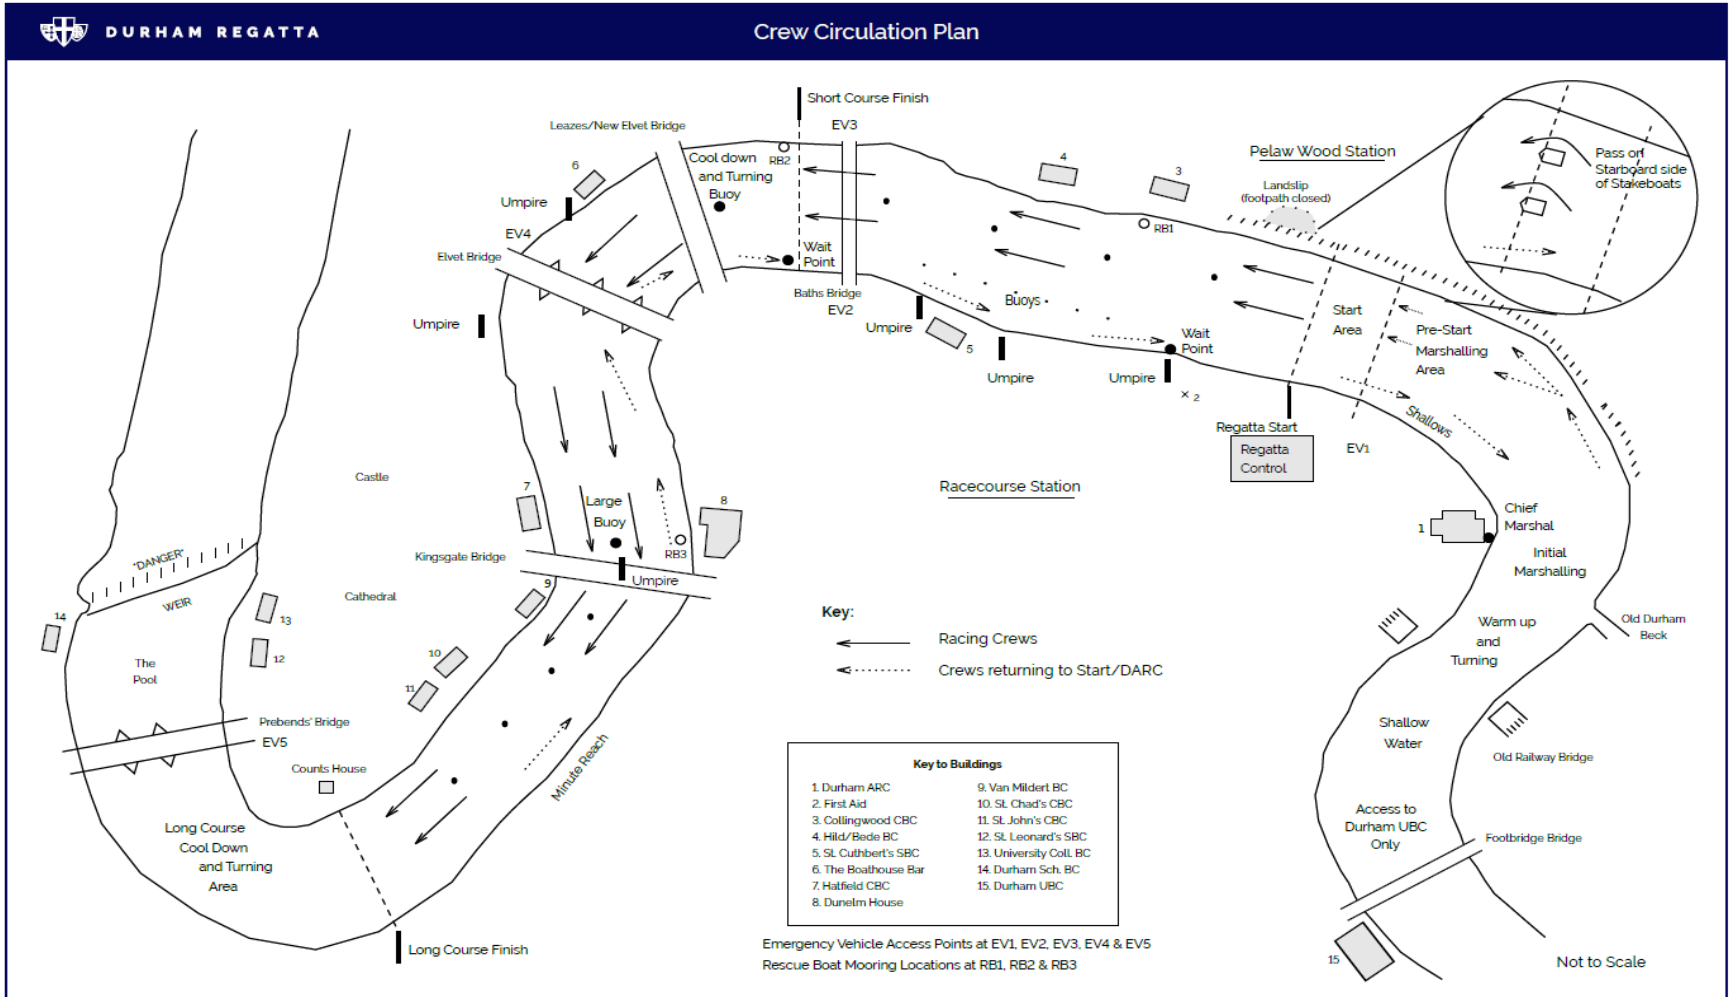 DURHAM REGATTA
Crew Circulation Plan
Short Course Finish
EV3
Leazes/New Elvet Bridge
Cool down
and Turning
Buoy
RB2
6
Umpire
EV4
Elvet Bridge
Wait
Point
Baths Bridge
EV2
Umpire
4
3
Pelaw Wood Station
Landslip
(footpath closed)
RB1
Pass on
Starboard side
of Stakeboats
Buoys
Umpire
5
Umpire
Wait
Point
Umpire
× 2
Start
Area
Pre-Start
Marshalling
Area
Shallows
Regatta Start
Regatta
Control
EV1
Castle
7
Large
Buoy
8
RB3
Racecourse Station
Chief
Marshal
1
Initial
Marshalling
"DANGER"
WEIR
Kingsgate Bridge
Umpire
Cathedral
9
14
13
12
10
11
The
Pool
Key:
Racing Crews
Crews returning to Start/DARC
Old Durham
Beck
Warm up
and
Turning
Shallow
Water
Old Railway Bridge
Prebends' Bridge
EV5
Counts House
Minute Reach
Long Course
Cool Down
and Turning
Area
Long Course Finish
Access to
Durham UBC
Only
Footbridge Bridge
15
Key to Buildings
1. Durham ARC
2. First Aid
3. Collingwood CBC
4. Hild/Bede BC
5. St. Cuthbert's SBC
6. The Boathouse Bar
7. Hatfield CBC
8. Dunelm House
9. Van Mildert BC
10. St. Chad's CBC
11. St. John's CBC
12. St. Leonard's SBC
13. University Coll. BC
14. Durham Sch. BC
15. Durham UBC
Emergency Vehicle Access Points at EV1, EV2, EV3, EV4 & EV5
Rescue Boat Mooring Locations at RB1, RB2 & RB3
Not to Scale